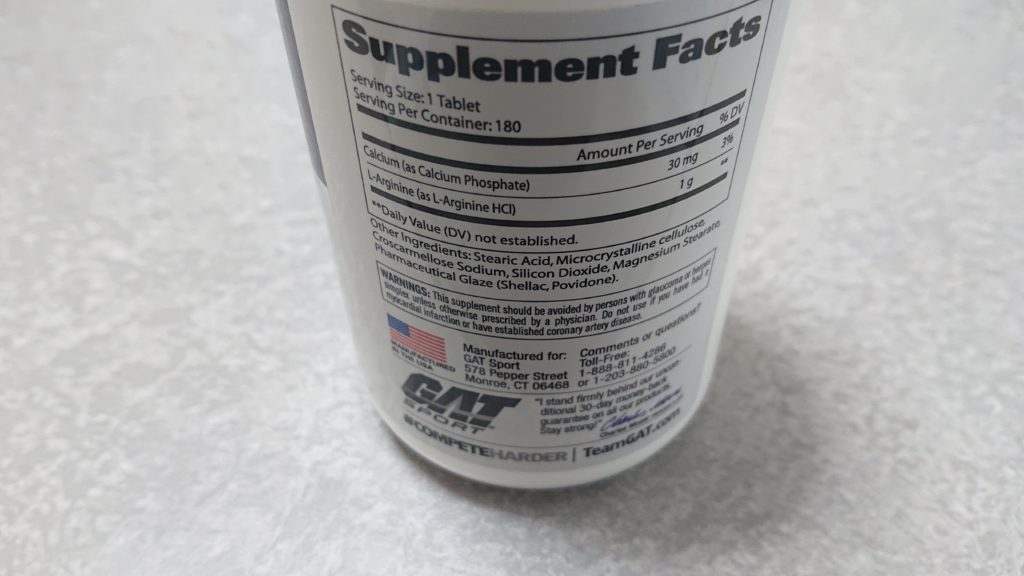 Supplement Facts
Serving Size: 1 Tablet
Serving Per Container: 180
Amount Per Serving % DV
Calcium (as Calcium Phosphate) 30 mg 3%
L-Arginine (as L-Arginine HCl) 1 g **
**Daily Value (DV) not established.
Other Ingredients: Stearic Acid, Microcrystalline cellulose,
Croscarmellose Sodium, Silicon Dioxide, Magnesium Stearate,
Pharmaceutical Glaze (Shellac, Povidone).
WARNINGS: This supplement should be avoided by persons with glaucoma or herpes
simplex unless otherwise prescribed by a physician. Do not use if you have had a
myocardial infarction or have established coronary artery disease.
MANUFACTURED
IN THE USA
Manufactured for:
GAT Sport
578 Pepper Street
Monroe, CT 06468
Comments or questions?
Toll-Free:
1-888-811-4286
or 1-203-880-5806
GAT
SPORT
"I stand firmly behind our uncon-
ditional 30-day money-back
guarantee on all our products.
Stay strong!"
#COMPETEHARDER | TeamGAT.com